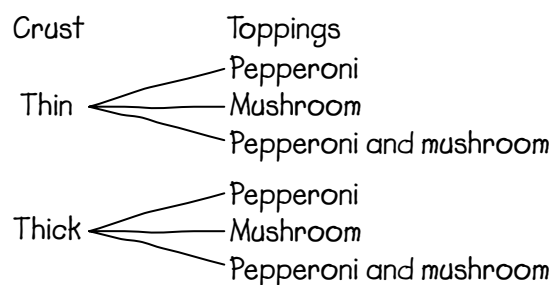 Crust Toppings
Pepperoni
Thin Mushroom
Pepperoni and mushroom
Pepperoni
Thick Mushroom
Pepperoni and mushroom